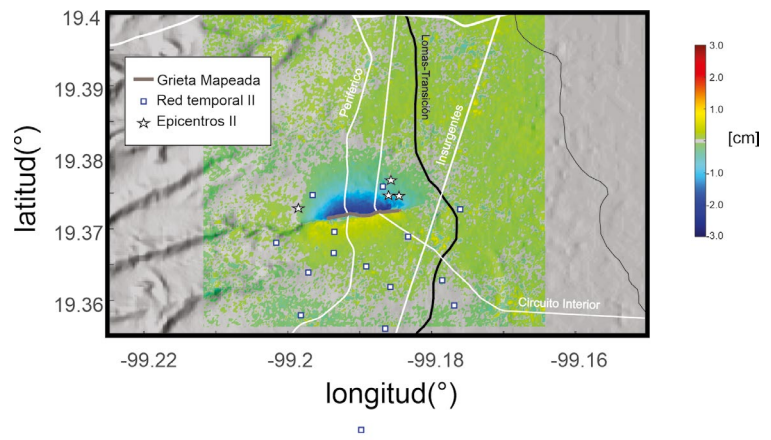 19.4
19.39
19.38
19.37
19.36
latitud(°)
Grieta Mapeada
Red temporal II
Epicentros II
Periférico
Lomas-Transición
Insurgentes
Circuito Interior
3.0
2.0
1.0
0
-1.0
-2.0
-3.0
[cm]
-99.22
-99.2
-99.18
-99.16
longitud(°)